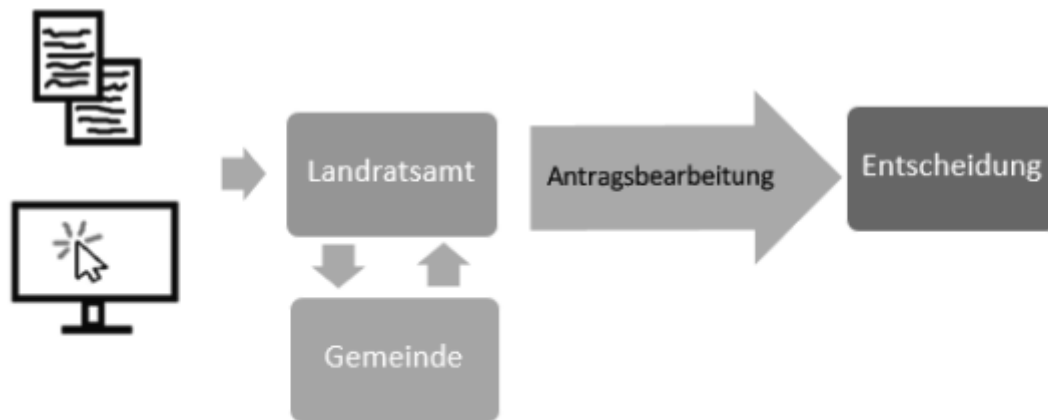 Landratsamt
Antragsbearbeitung
Entscheidung
Gemeinde